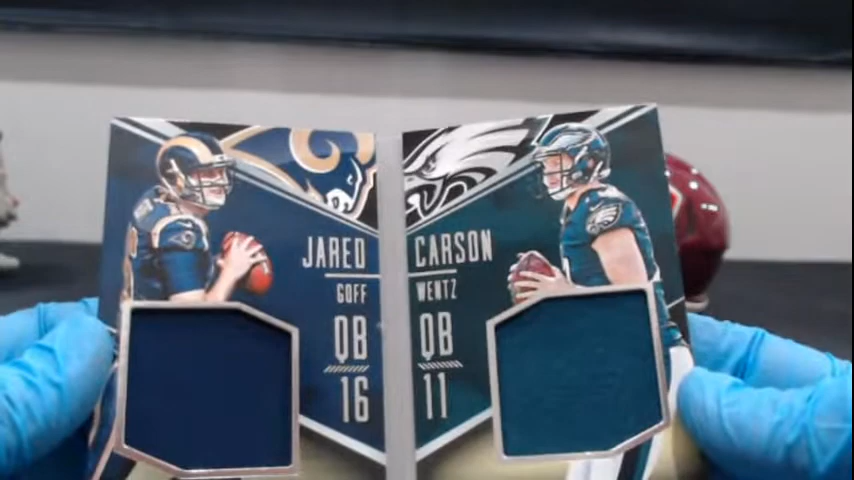 JARED
GOFF
QB
16
CARSON
WENTZ
QB
11